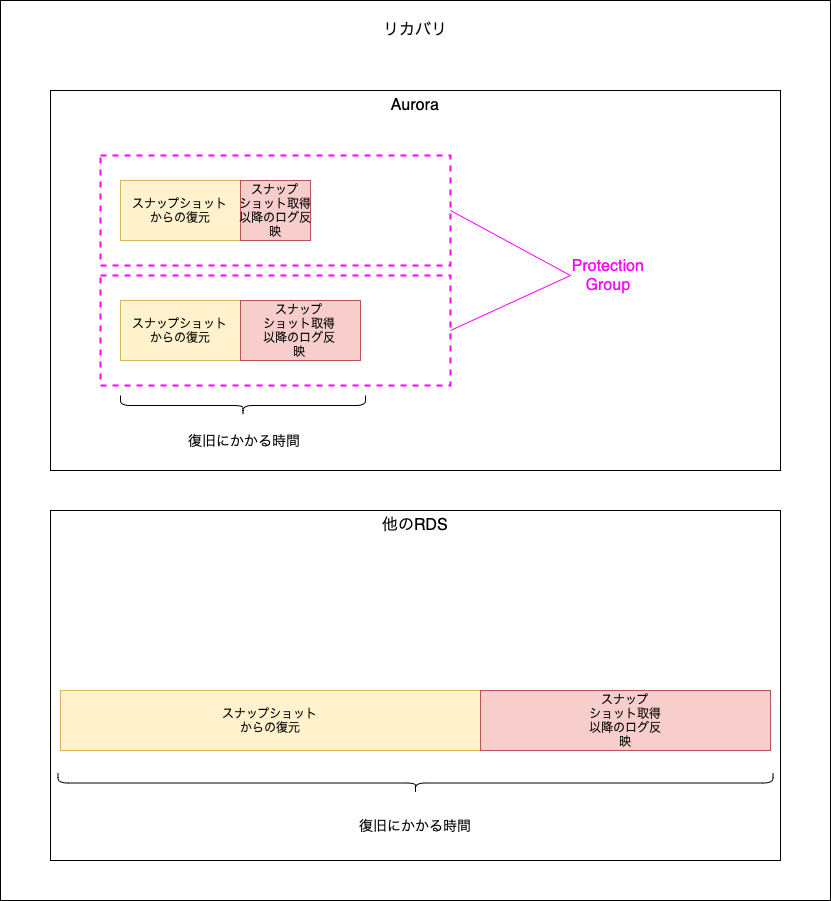 リカバリ
Aurora
スナップショット
からの復元
スナップ
ショット取得
以降のログ反
映
Protection
Group
スナップショット
からの復元
スナップ
ショット取得
以降のログ反
映
復旧にかかる時間
他のRDS
スナップショット
からの復元
スナップ
ショット取得
以降のログ反
映
復旧にかかる時間